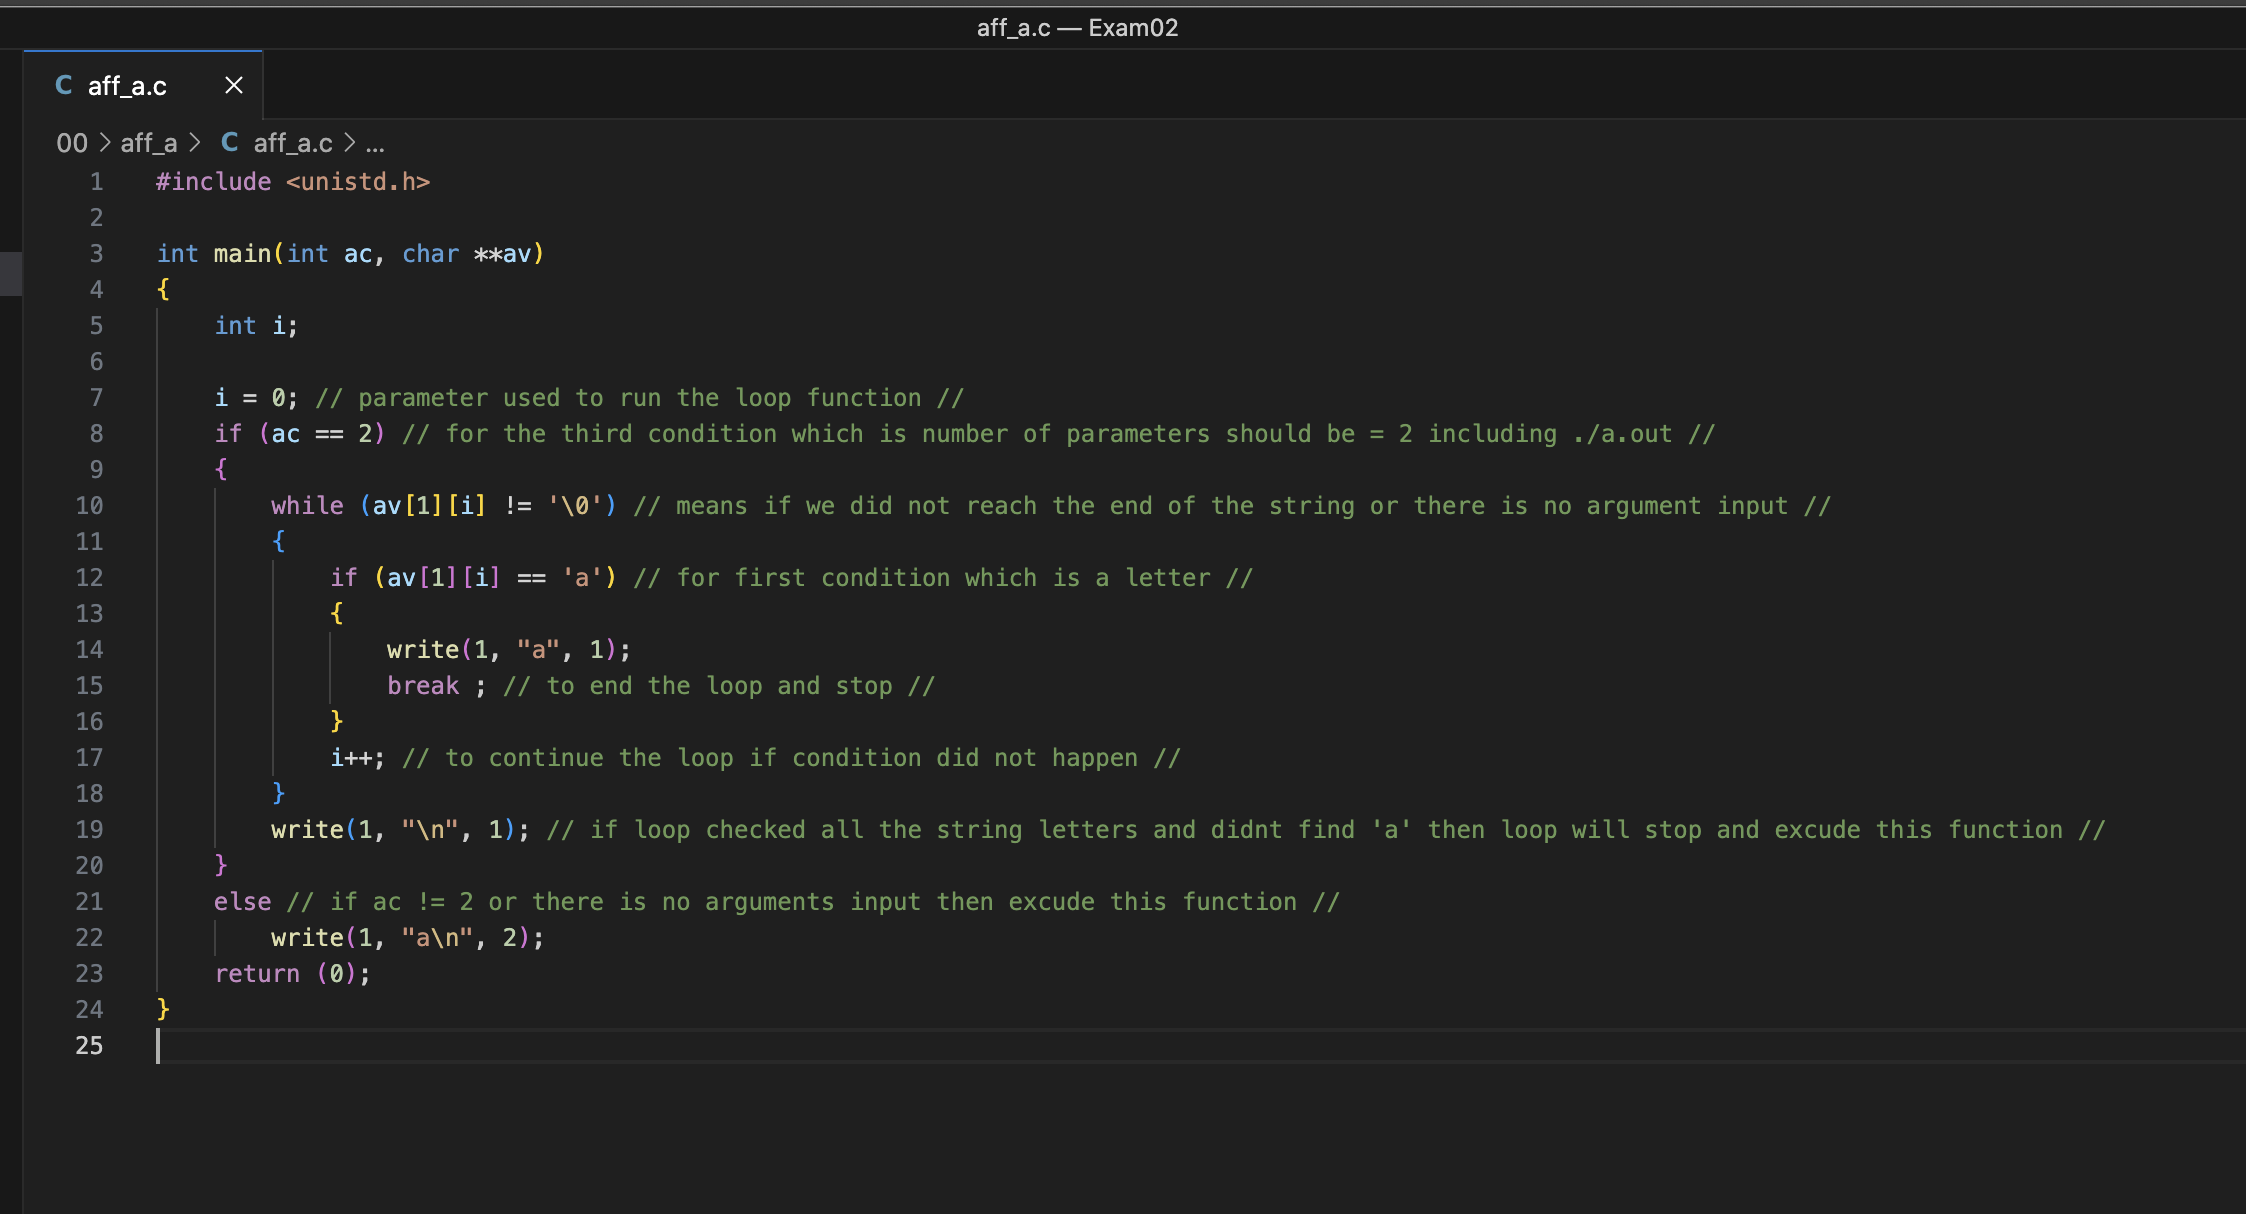 aff_a.c — Exam02
C aff_a.c ×
00 > aff_a > C aff_a.c > ...
1 #include <unistd.h>
2
3 int main(int ac, char **av)
4 {
5     int i;
6
7     i = 0; // parameter used to run the loop function //
8     if (ac == 2) // for the third condition which is number of parameters should be = 2 including ./a.out //
9     {
10         while (av[1][i] != '\0') // means if we did not reach the end of the string or there is no argument input //
11         {
12             if (av[1][i] == 'a') // for first condition which is a letter //
13             {
14                 write(1, "a", 1);
15                 break ; // to end the loop and stop //
16             }
17             i++; // to continue the loop if condition did not happen //
18         }
19         write(1, "\n", 1); // if loop checked all the string letters and didnt find 'a' then loop will stop and excude this function //
20     }
21     else // if ac != 2 or there is no arguments input then excude this function //
22         write(1, "a\n", 2);
23     return (0);
24 }
25